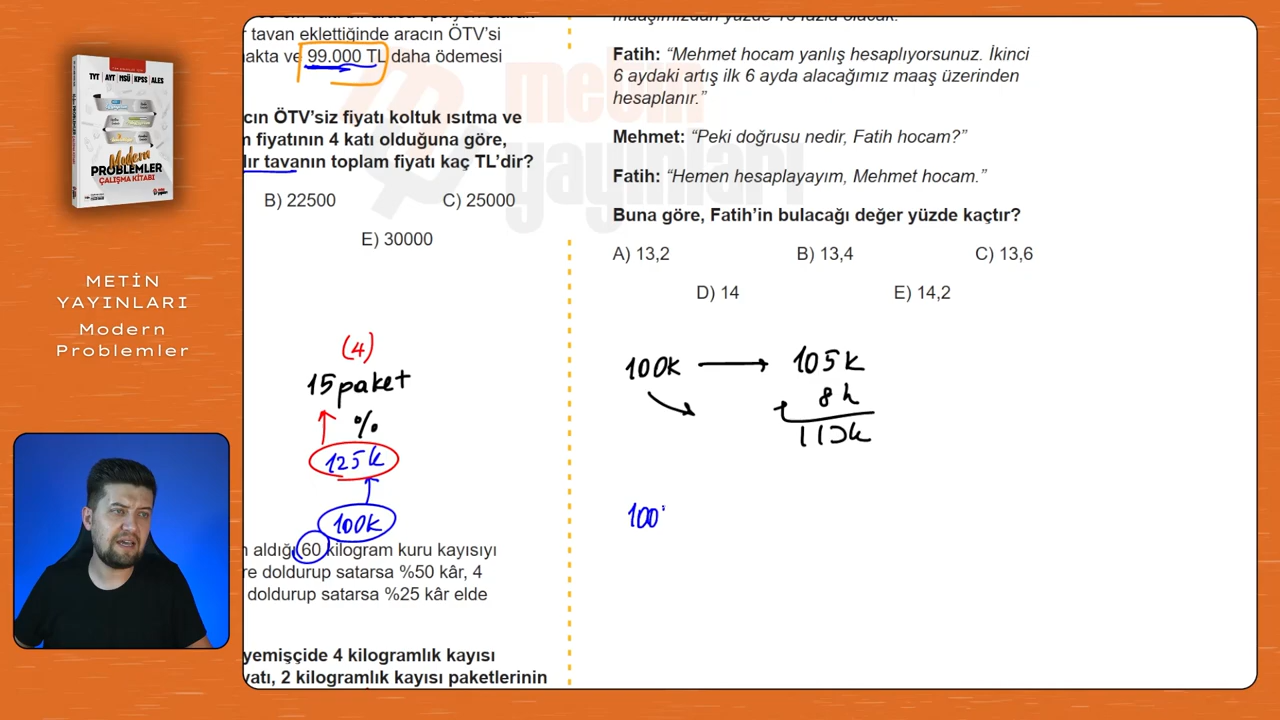 TYT | AYT | MSÜ | KPSS | ALES
Modern
PROBLEMLER
ÇALIŞMA KİTABI
METİN
YAYINLARI
Modern
Problemler
tavan eklettiğinde aracın ÖTV’si
akta ve 99.000 TL daha ödemesi
cın ÖTV’siz fiyatı koltuk ısıtma ve
fiyatının 4 katı olduğuna göre,
lır tavanın toplam fiyatı kaç TL’dir?
B) 22500
C) 25000
E) 30000
(4)
15 paket
%
125k
100k
aldığı 60 kilogram kuru kayısıyı
re doldurup satarsa %50 kâr, 4
doldurup satarsa %25 kâr elde
yemişçide 4 kilogramlık kayısı
yatı, 2 kilogramlık kayısı paketlerinin
metin
yayınları
Fatih: “Mehmet hocam yanlış hesaplıyorsunuz. İkinci
6 aydaki artış ilk 6 ayda alacağımız maaş üzerinden
hesaplanır.”
Mehmet: “Peki doğrusu nedir, Fatih hocam?”
Fatih: “Hemen hesaplayayım, Mehmet hocam.”
Buna göre, Fatih’in bulacağı değer yüzde kaçtır?
A) 13,2
B) 13,4
C) 13,6
D) 14
E) 14,2
100k
105k
8k
+
113k
100